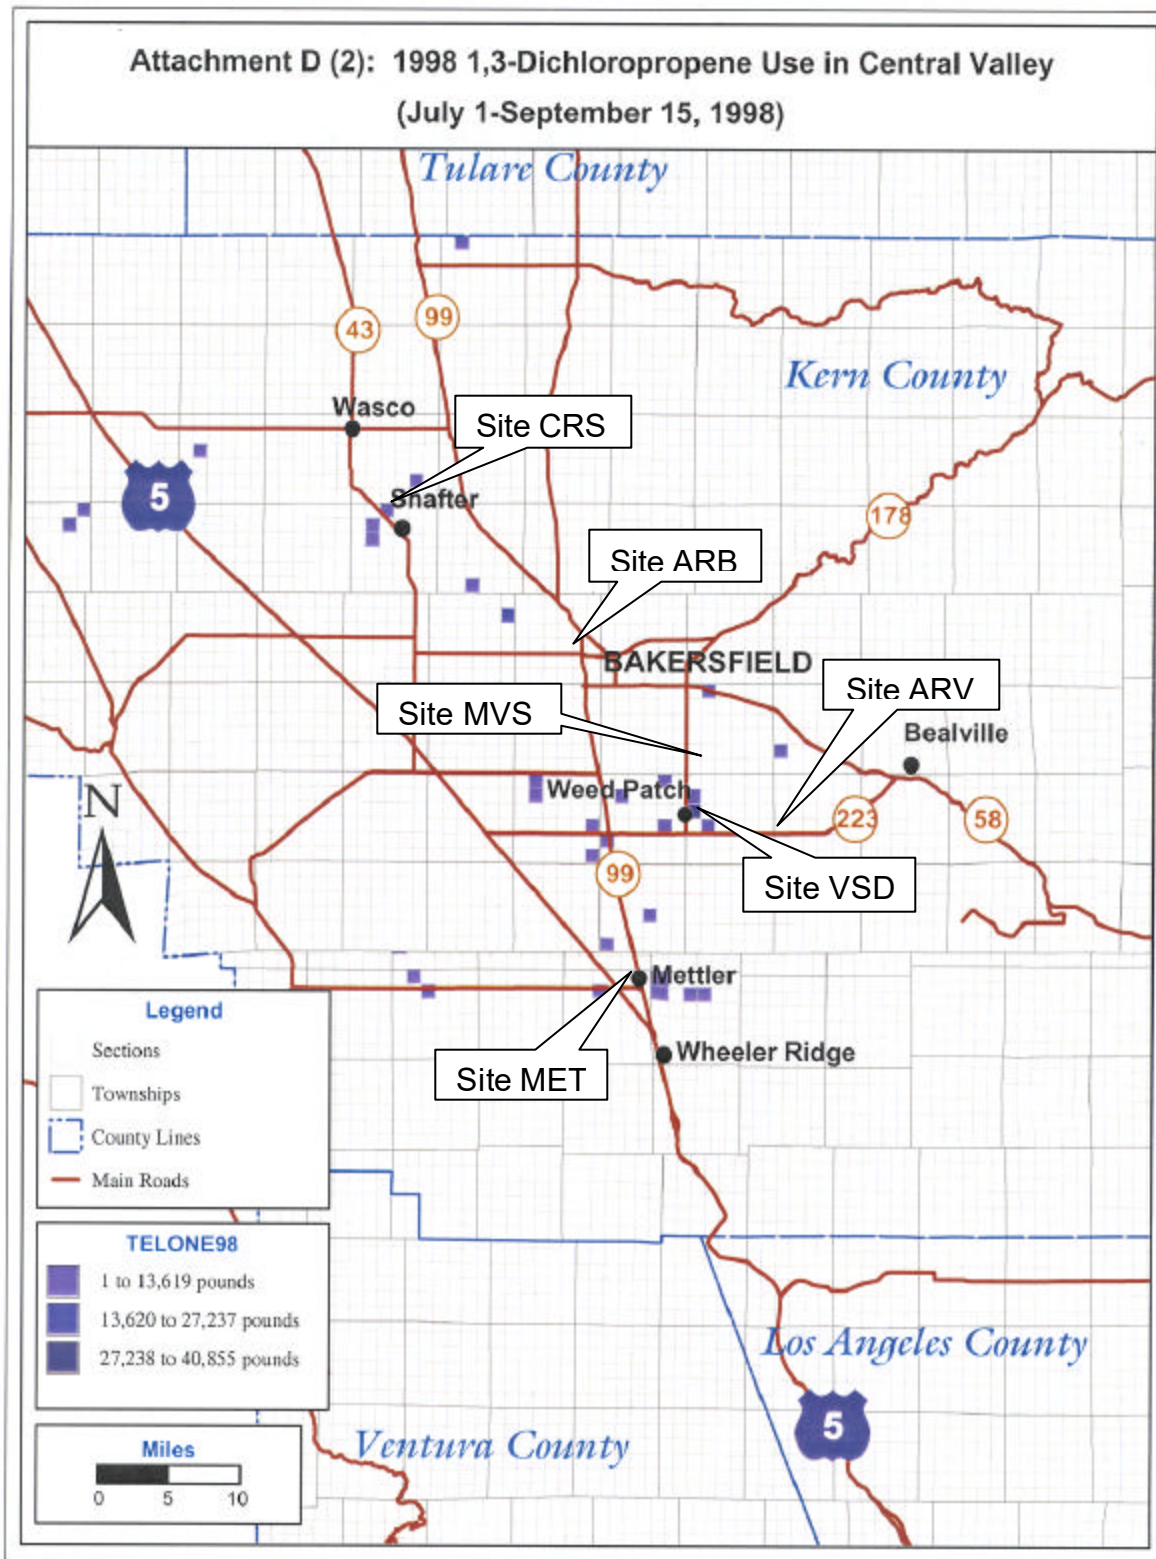 Attachment D (2): 1998 1,3-Dichloropropene Use in Central Valley
(July 1-September 15, 1998)
Tulare County
43
99
Kern County
Wasco
Site CRS
5
Shafter
178
Site ARB
BAKERSFIELD
Site ARV
Site MVS
Bealville
N
Weed Patch
223
58
99
Site VSD
Mettler
Wheeler Ridge
Site MET
Legend
Sections
Townships
County Lines
Main Roads
TELONE98
1 to 13,619 pounds
13,620 to 27,237 pounds
27,238 to 40,855 pounds
Los Angeles County
5
Ventura County
Miles
0 5 10